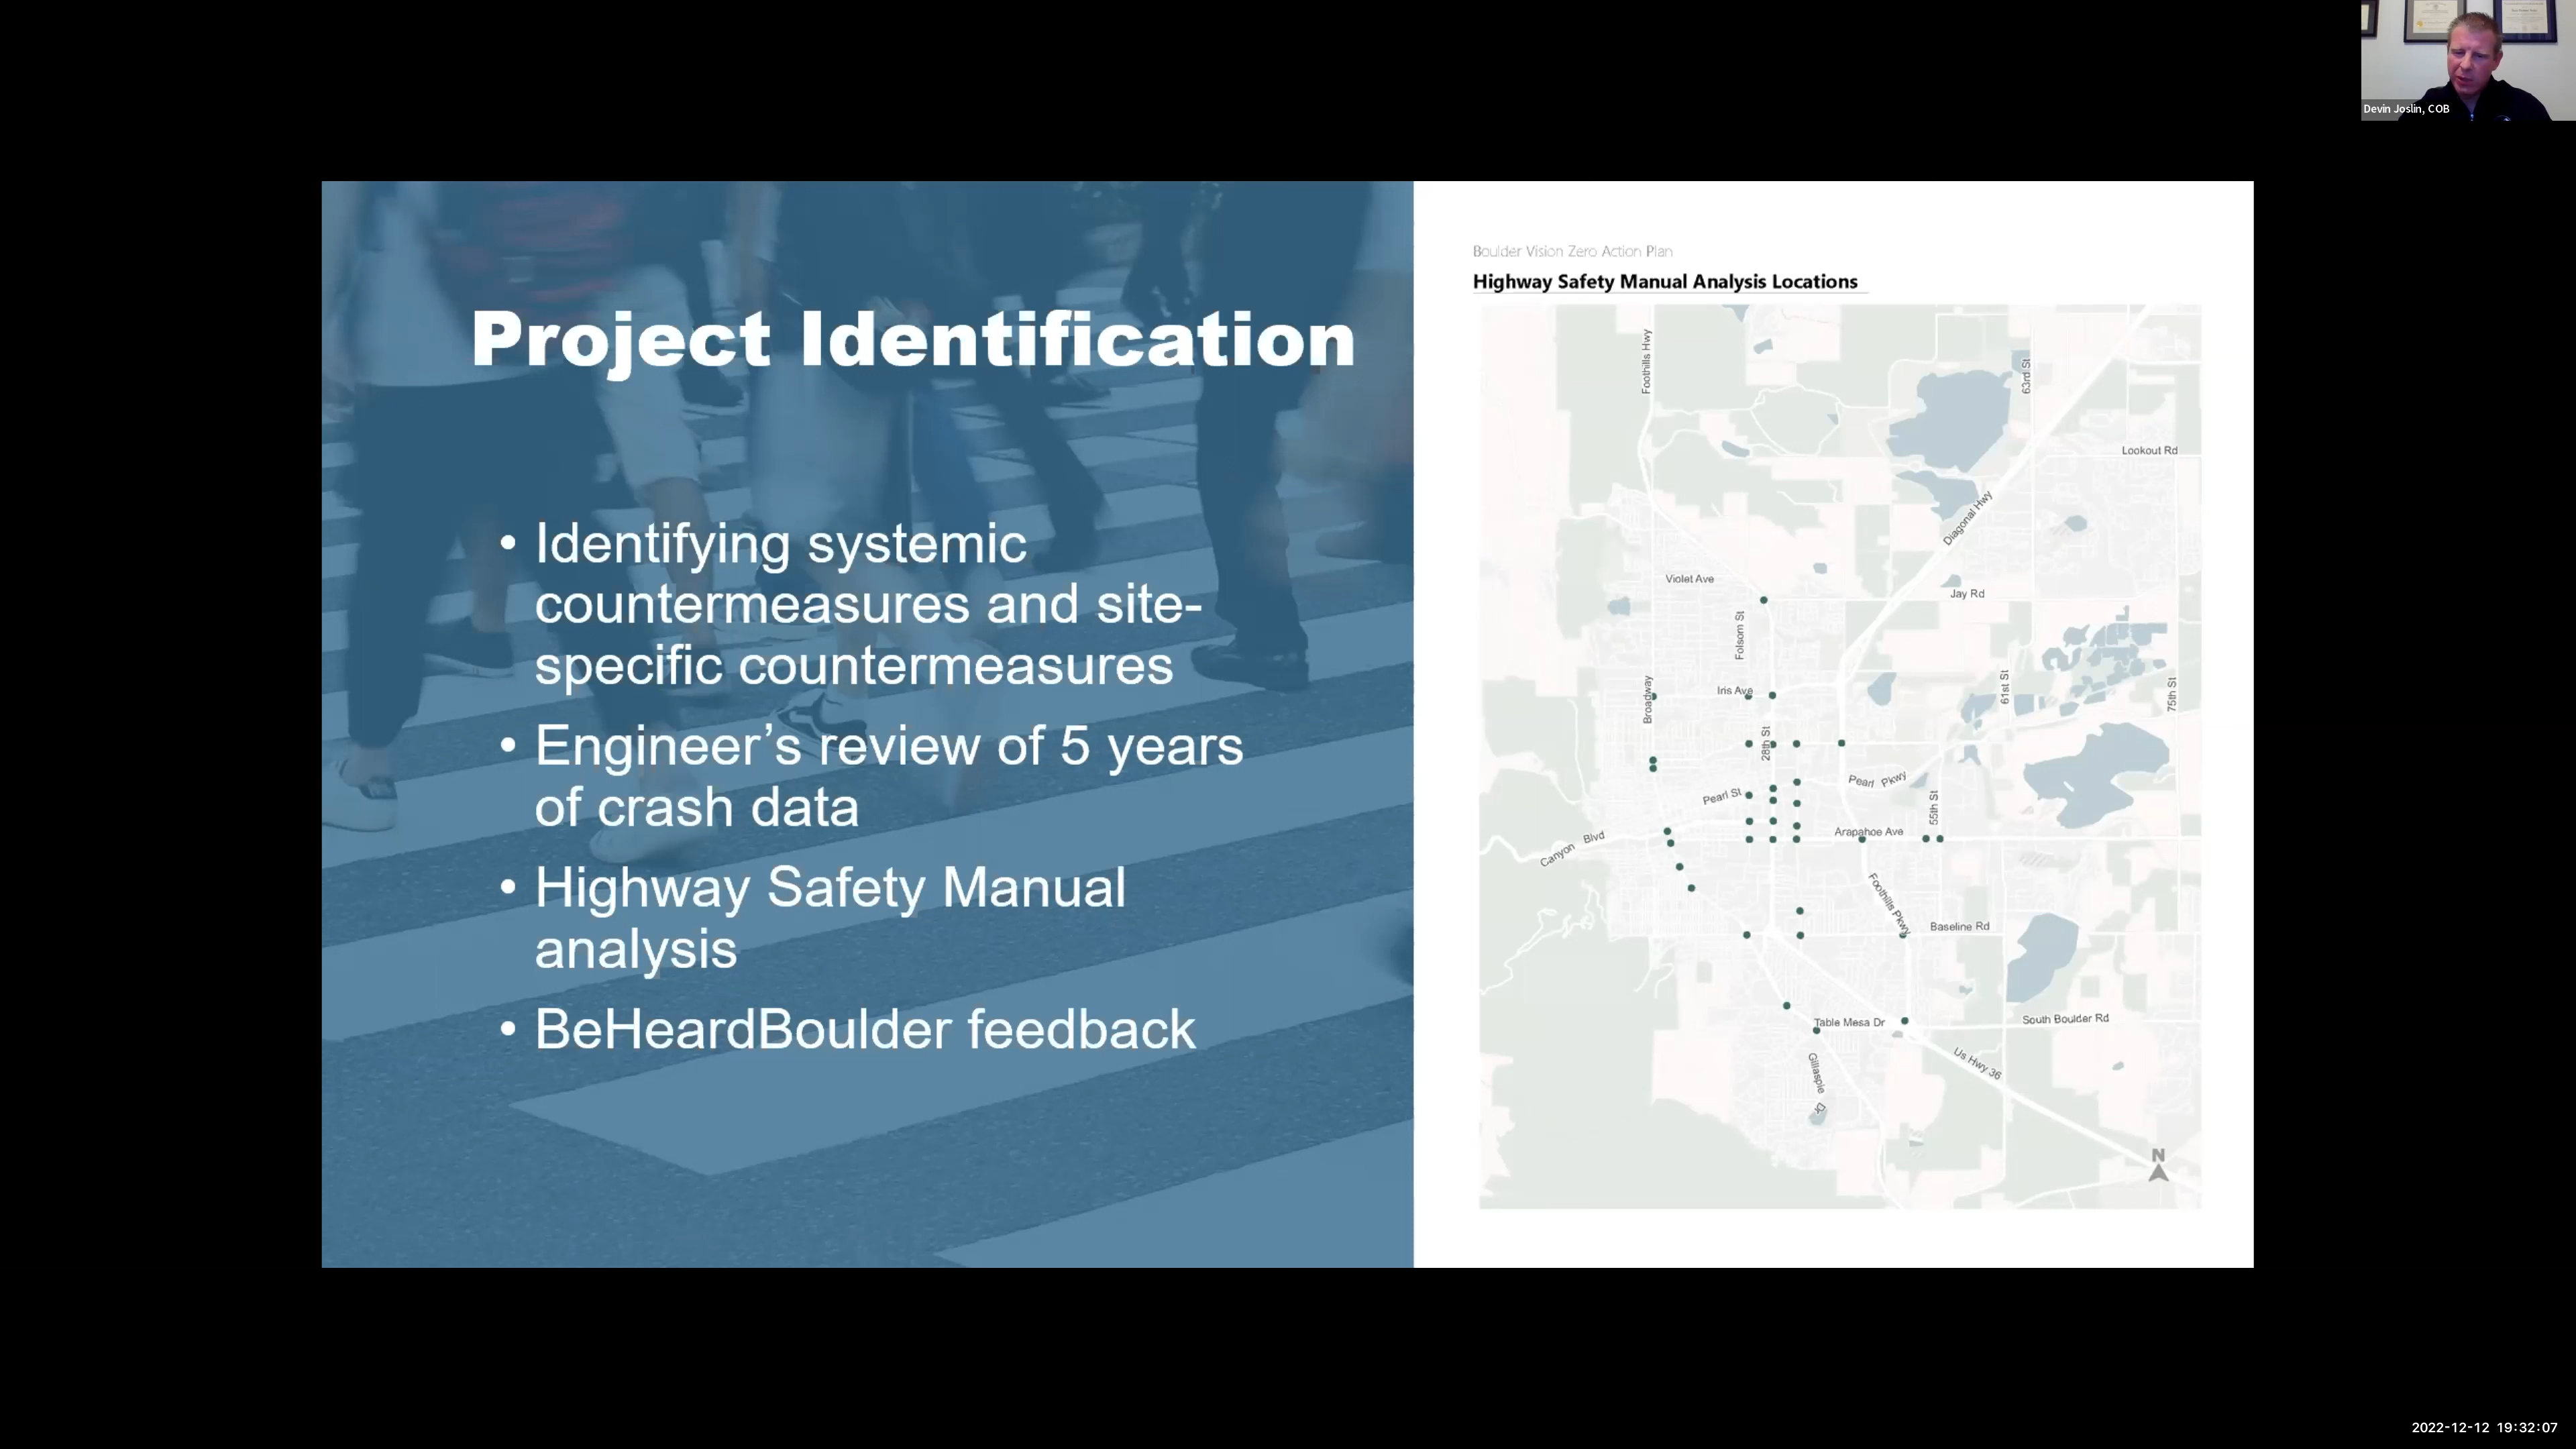 Devin Joslin, COB
Project Identification
• Identifying systemic
countermeasures and site-
specific countermeasures
• Engineer’s review of 5 years
of crash data
• Highway Safety Manual
analysis
• BeHeardBoulder feedback
Boulder Vision Zero Action Plan
Highway Safety Manual Analysis Locations
Foothills Hwy
63rd St
Lookout Rd
Diagonal Hwy
Violet Ave
Jay Rd
Folsom St
Iris Ave
Broadway
61st St
75th St
28th St
Pearl Pkwy
Pearl St
55th St
Arapahoe Ave
Canyon Blvd
Foothills Pkwy
Baseline Rd
Table Mesa Dr
South Boulder Rd
Us Hwy 36
Gillaspie Dr
N
2022-12-12 19:32:07